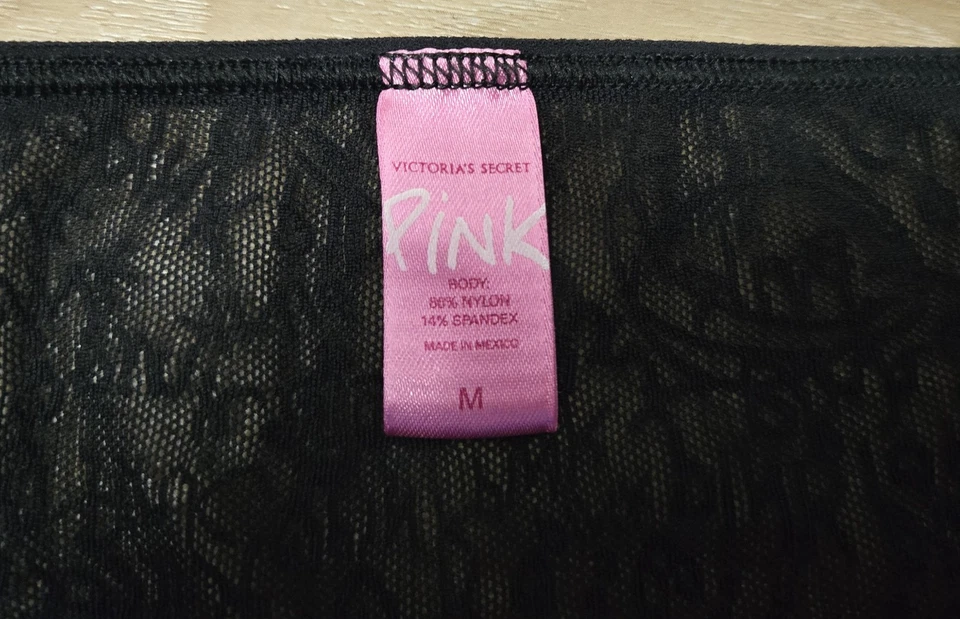 VICTORIA'S SECRET
PINK
BODY:
86% NYLON
14% SPANDEX
MADE IN MEXICO
M